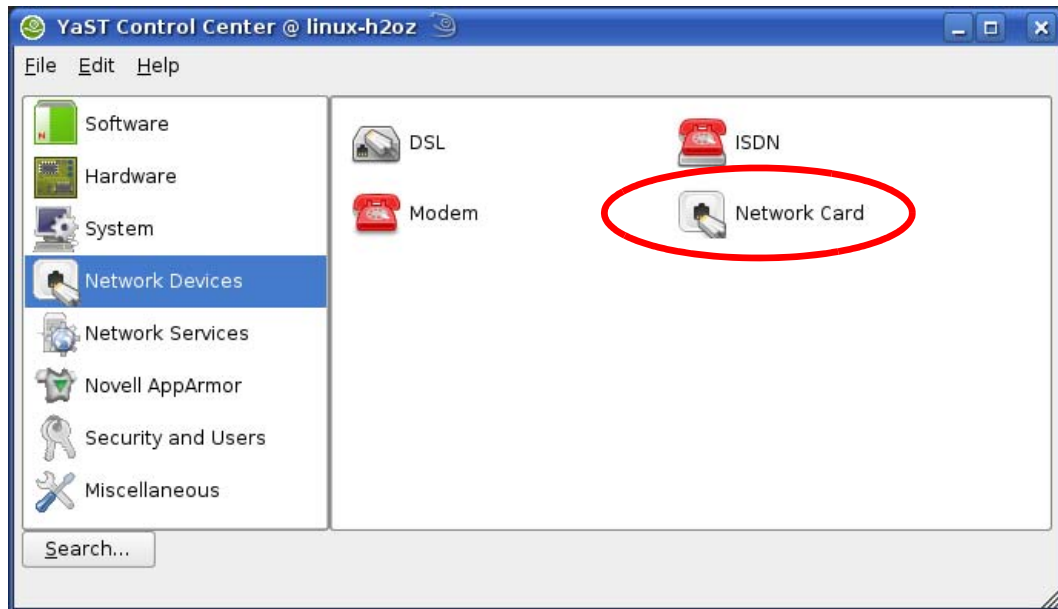 YaST Control Center @ linux-h2oz
File Edit Help
Software
Hardware
System
Network Devices
Network Services
Novell AppArmor
Security and Users
Miscellaneous
DSL
ISDN
Modem
Network Card
Search...